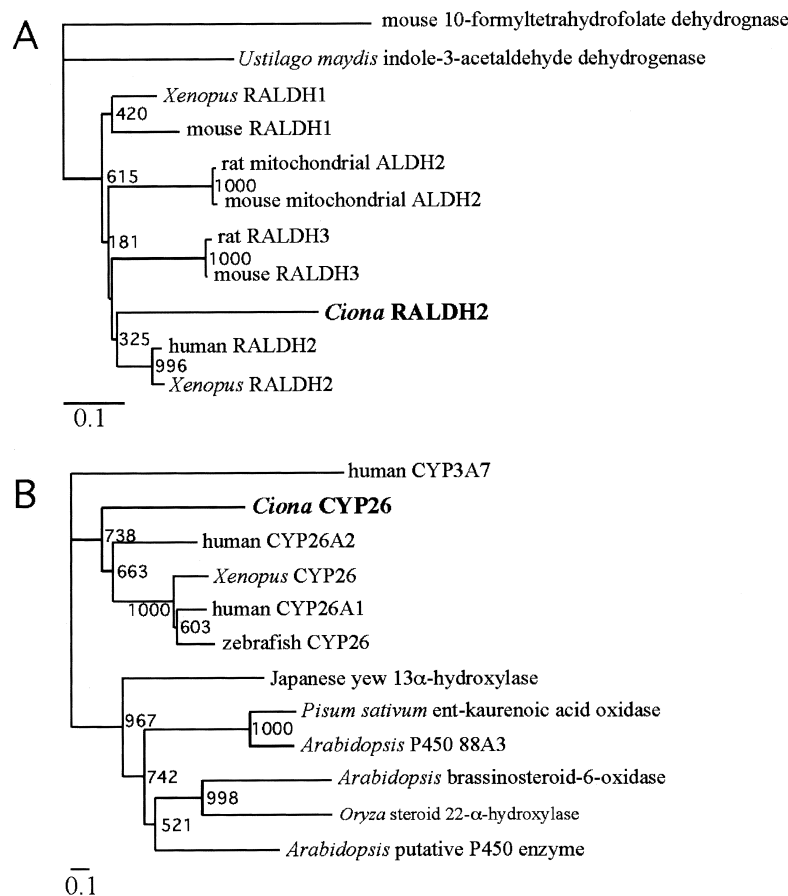 A
mouse 10-formyltetrahydrofolate dehydrognase
Ustilago maydis indole-3-acetaldehyde dehydrogenase
Xenopus RALDH1
420
mouse RALDH1
rat mitochondrial ALDH2
615
1000
mouse mitochondrial ALDH2
rat RALDH3
181
1000
mouse RALDH3
Ciona RALDH2
325
human RALDH2
996
Xenopus RALDH2
0.1
B
human CYP3A7
Ciona CYP26
738
human CYP26A2
663
Xenopus CYP26
1000
human CYP26A1
603
zebrafish CYP26
Japanese yew 13α-hydroxylase
967
Pisum sativum ent-kaurenoic acid oxidase
1000
Arabidopsis P450 88A3
742
Arabidopsis brassinosteroid-6-oxidase
998
Oryza steroid 22-α-hydroxylase
521
Arabidopsis putative P450 enzyme
0.1